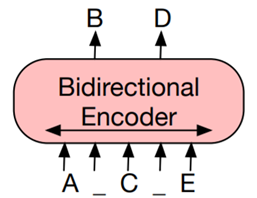 B D
Bidirectional
Encoder
A _ C _ E